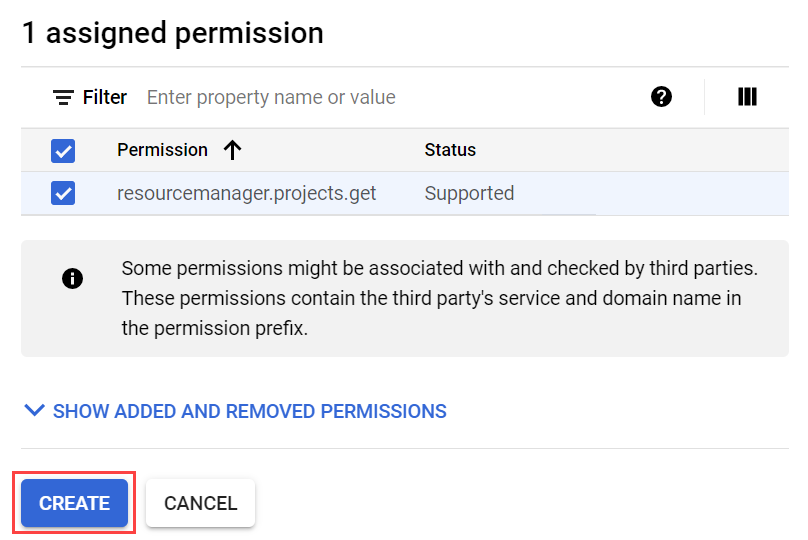 1 assigned permission
Filter Enter property name or value
Permission Status
resourcemanager.projects.get Supported
Some permissions might be associated with and checked by third parties.
These permissions contain the third party's service and domain name in
the permission prefix.
SHOW ADDED AND REMOVED PERMISSIONS
CREATE CANCEL